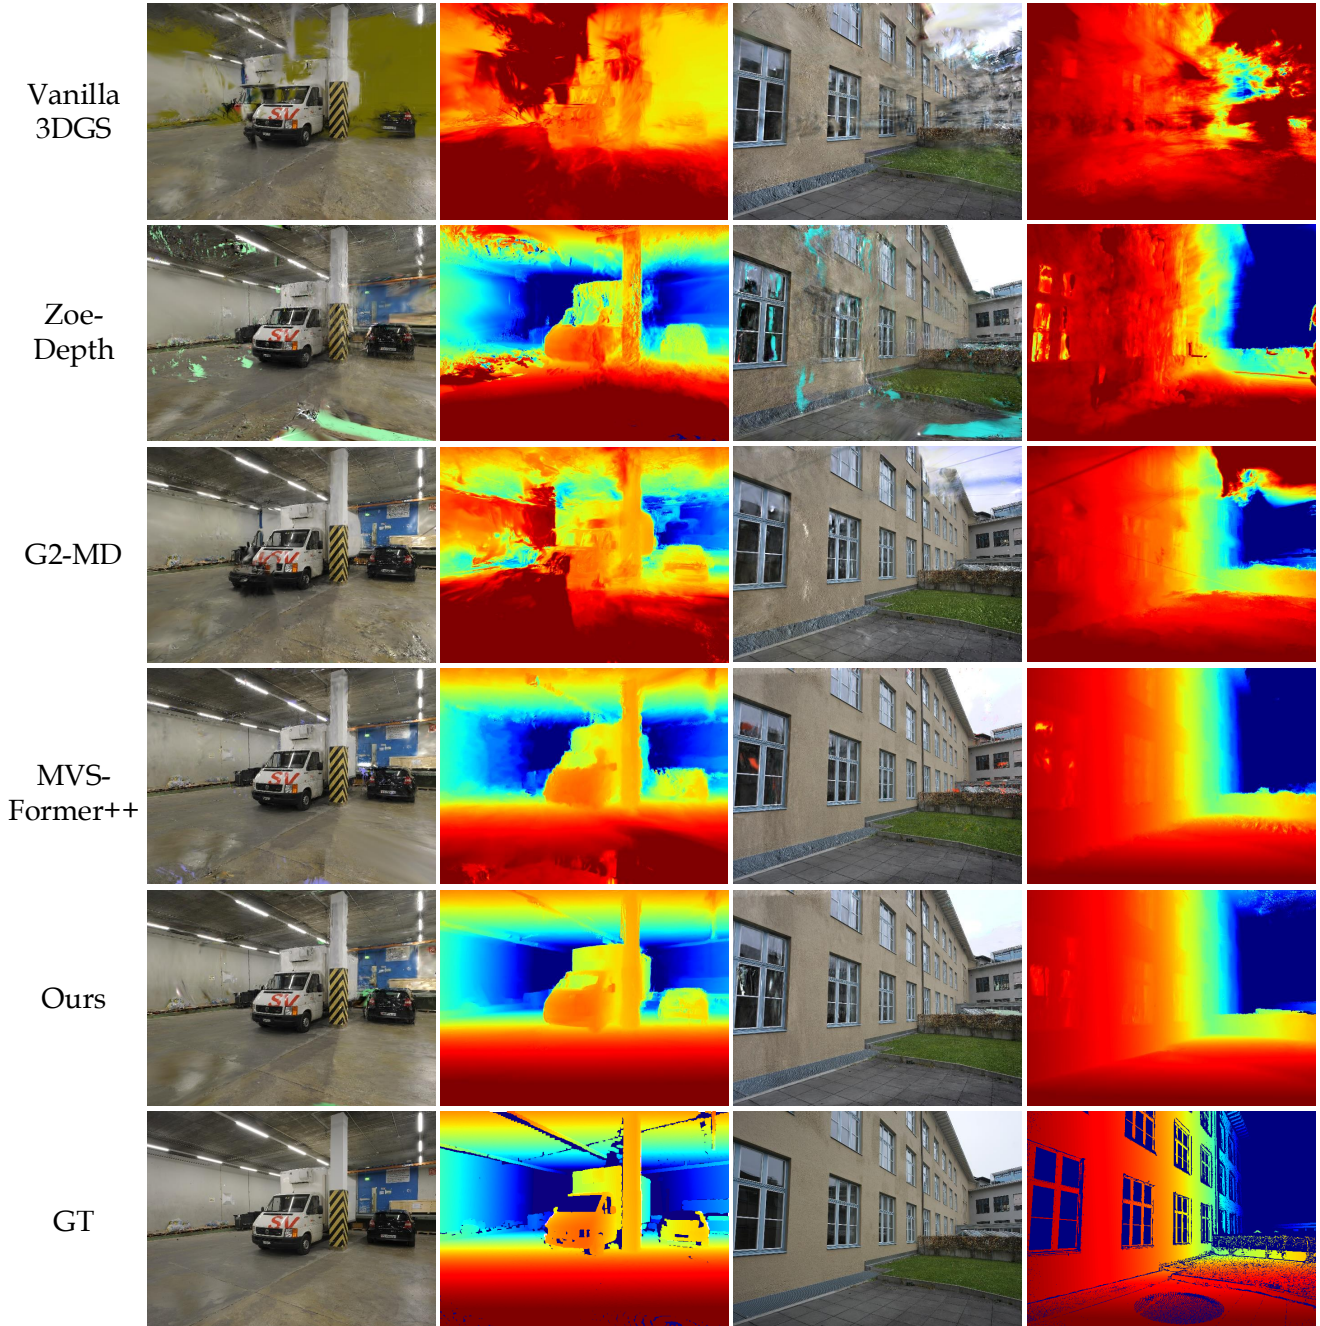 Vanilla
3DGS
Zoe-
Depth
G2-MD
MVS-
Former++
Ours
GT